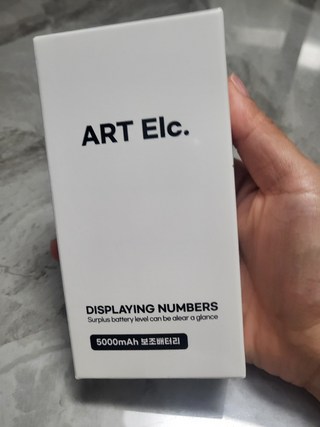 ART Elc.
DISPLAYING NUMBERS
Surplus battery level can be alear a glance
5000mAh 보조배터리